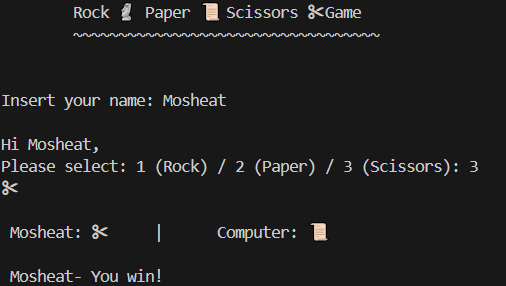 Rock 🗿 Paper 📜 Scissors ✂Game
~~~~~~~~~~~~~~~~~~~~~~~~~~~~~~~~~~
Insert your name: Mosheat
Hi Mosheat,
Please select: 1 (Rock) / 2 (Paper) / 3 (Scissors): 3
✂
Mosheat: ✂ | Computer: 📜
Mosheat- You win!